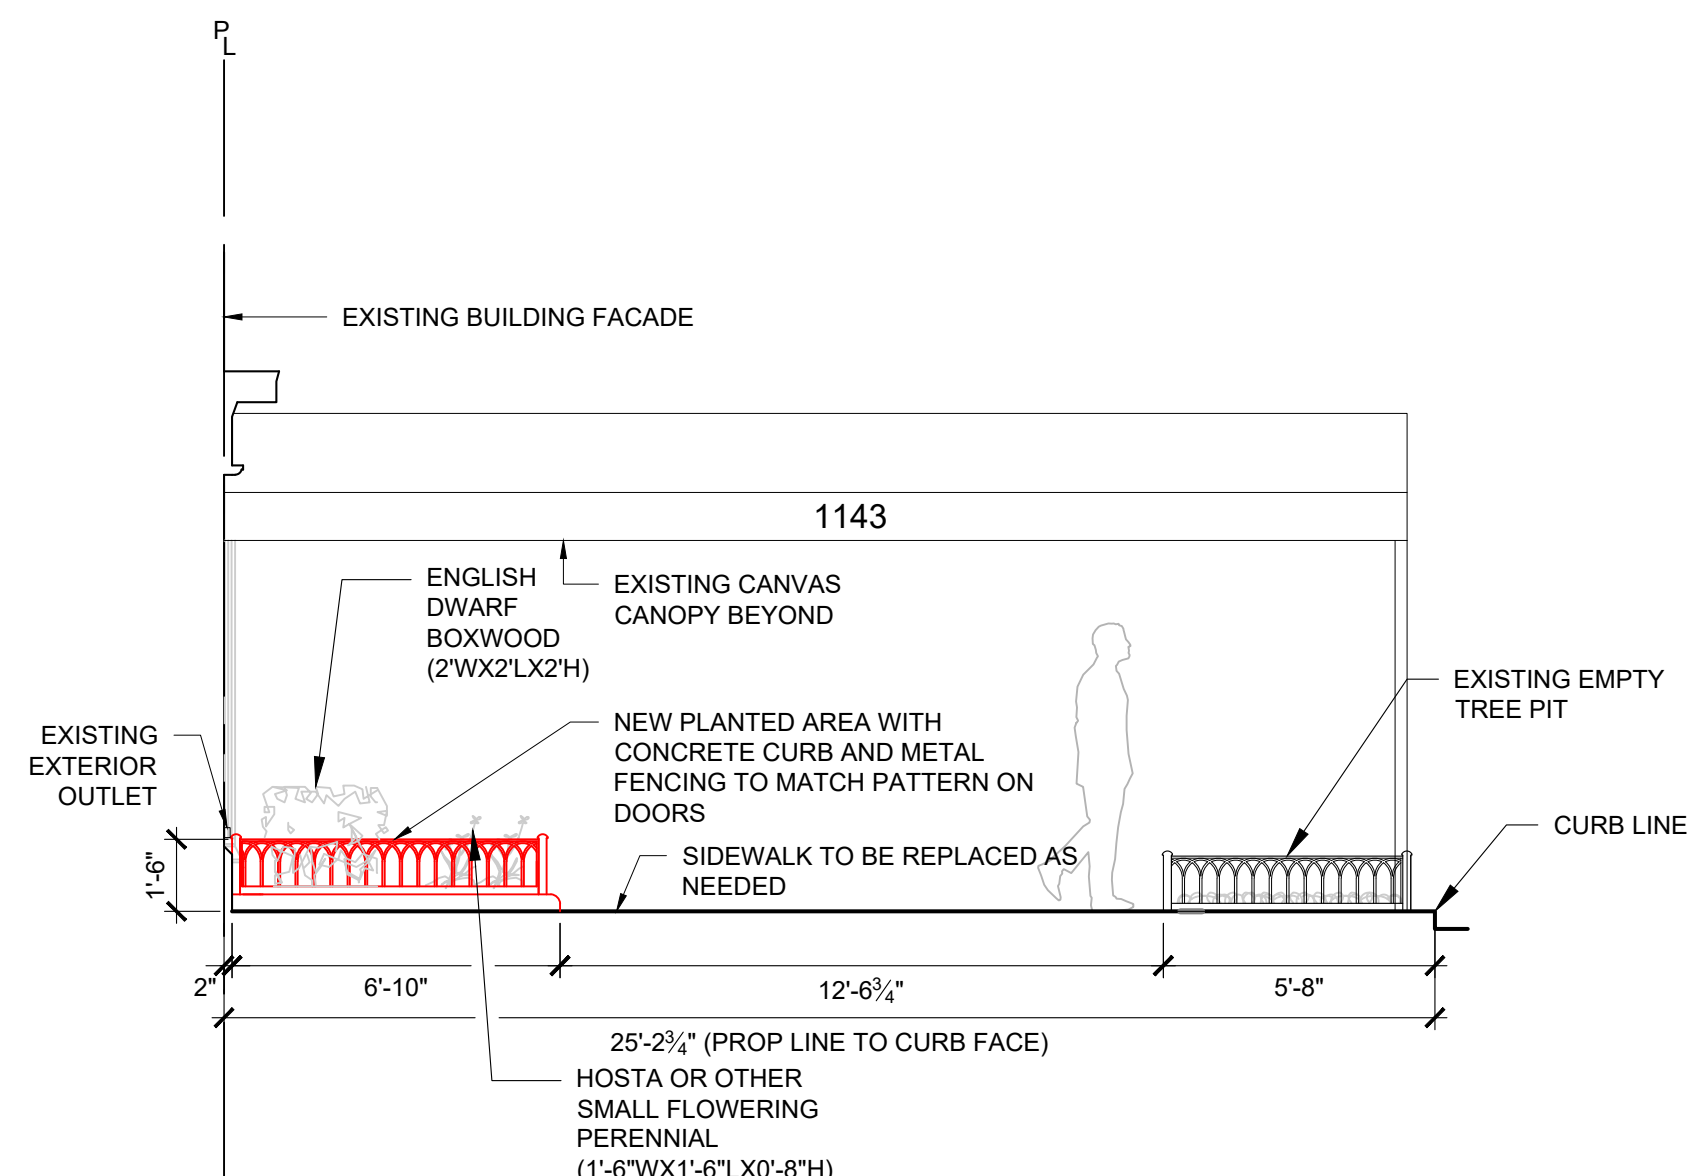 P
L
EXISTING BUILDING FACADE
1143
ENGLISH
DWARF
BOXWOOD
(2'WX2'LX2'H)
EXISTING CANVAS
CANOPY BEYOND
EXISTING EMPTY
TREE PIT
NEW PLANTED AREA WITH
CONCRETE CURB AND METAL
FENCING TO MATCH PATTERN ON
DOORS
EXISTING
EXTERIOR
OUTLET
CURB LINE
SIDEWALK TO BE REPLACED AS
NEEDED
1'-6"
2"
6'-10"
12'-6¾"
5'-8"
25'-2¾" (PROP LINE TO CURB FACE)
HOSTA OR OTHER
SMALL FLOWERING
PERENNIAL
(1'-6"WX1'-6"LX0'-8"H)